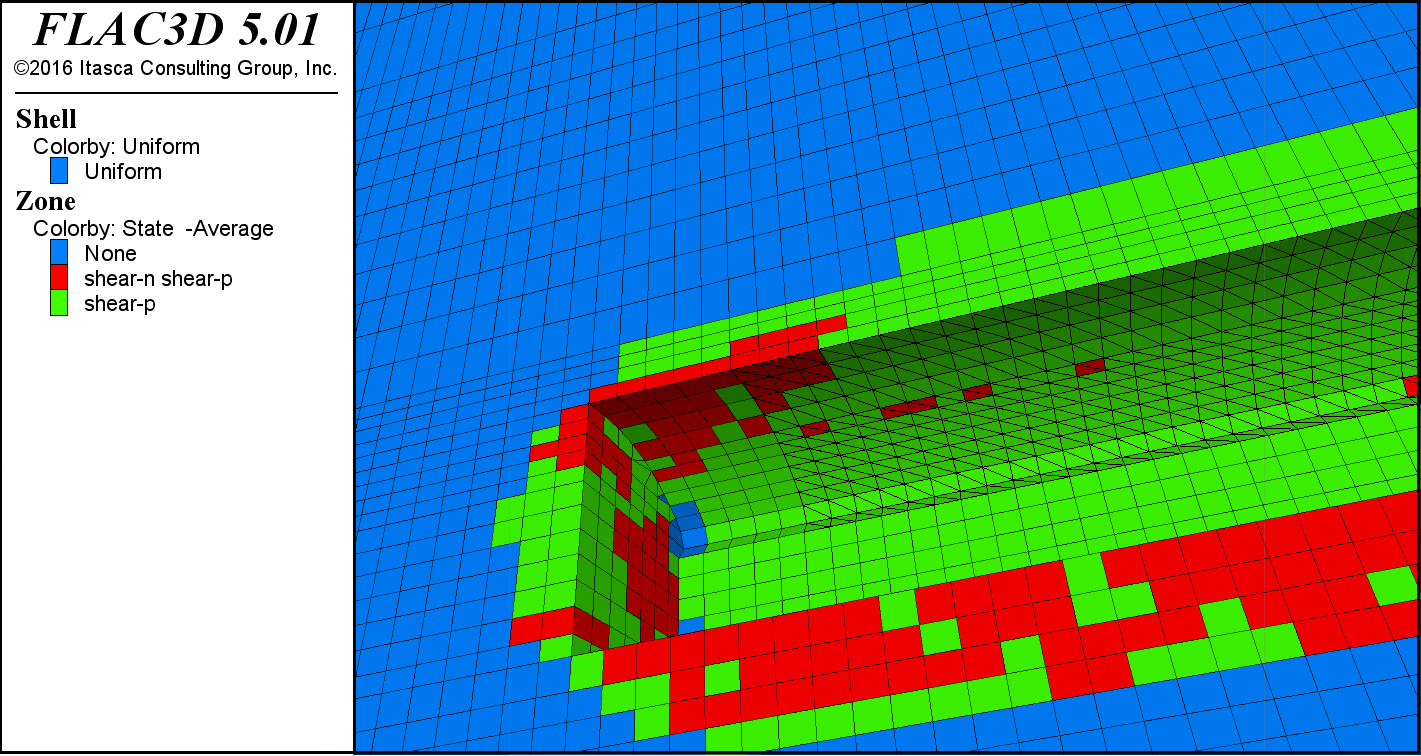 FLAC3D 5.01
©2016 Itasca Consulting Group, Inc.
Shell
Colorby: Uniform
Uniform
Zone
Colorby: State -Average
None
shear-n shear-p
shear-p